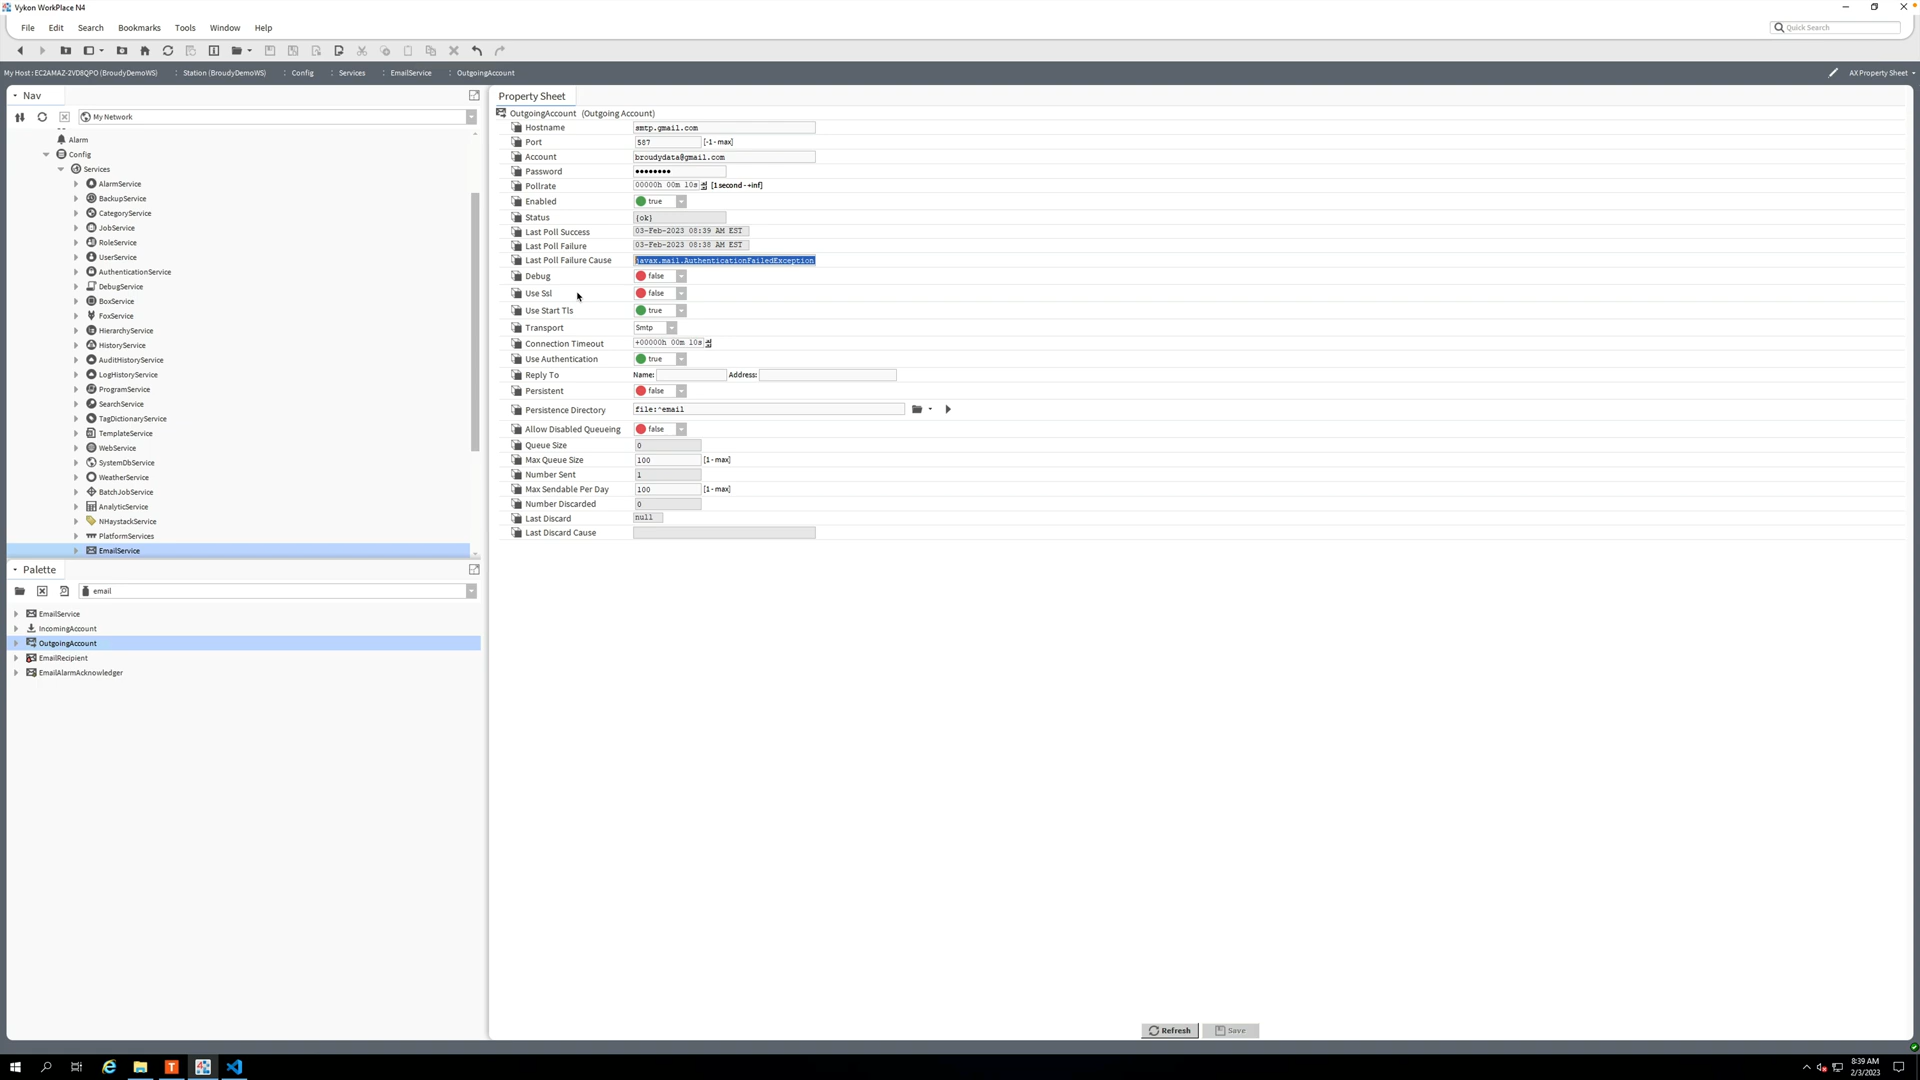 Vykon WorkPlace N4
File Edit Search Bookmarks Tools Window Help
Quick Search
My Host : EC2AMAZ-2VD8QPO (BroudyDemoWS) : Station (BroudyDemoWS) : Config : Services : EmailService : OutgoingAccount
AX Property Sheet
Nav
My Network
Alarm
Config
Services
AlarmService
BackupService
CategoryService
JobService
RoleService
UserService
AuthenticationService
DebugService
BoxService
FoxService
HierarchyService
HistoryService
AuditHistoryService
LogHistoryService
ProgramService
SearchService
TagDictionaryService
TemplateService
WebService
SystemDbService
WeatherService
BatchJobService
AnalyticService
NHaystackService
PlatformServices
EmailService
Palette
email
EmailService
IncomingAccount
OutgoingAccount
EmailRecipient
EmailAlarmAcknowledger
Property Sheet
OutgoingAccount (Outgoing Account)
Hostname smtp.gmail.com
Port 587 [-1 - max]
Account broudydata@gmail.com
Password ••••••••
Pollrate 00000h 00m 10s [1 second - +inf]
Enabled true
Status {ok}
Last Poll Success 03-Feb-2023 08:39 AM EST
Last Poll Failure 03-Feb-2023 08:38 AM EST
Last Poll Failure Cause javax.mail.AuthenticationFailedException
Debug false
Use Ssl false
Use Start Tls true
Transport Smtp
Connection Timeout +00000h 00m 10s
Use Authentication true
Reply To Name: Address:
Persistent false
Persistence Directory file:^email
Allow Disabled Queueing false
Queue Size 0
Max Queue Size 100 [1 - max]
Number Sent 1
Max Sendable Per Day 100 [1 - max]
Number Discarded 0
Last Discard null
Last Discard Cause
Refresh Save
8:39 AM
2/3/2023